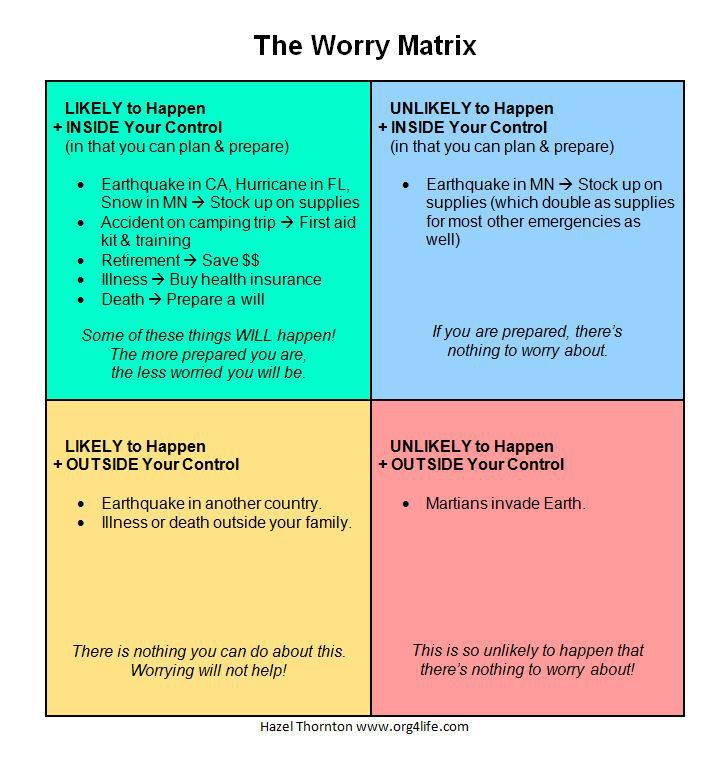 The Worry Matrix
LIKELY to Happen
+ INSIDE Your Control
(in that you can plan & prepare)
• Earthquake in CA, Hurricane in FL,
Snow in MN → Stock up on supplies
• Accident on camping trip → First aid
kit & training
• Retirement → Save $$
• Illness → Buy health insurance
• Death → Prepare a will
Some of these things WILL happen!
The more prepared you are,
the less worried you will be.
UNLIKELY to Happen
+ INSIDE Your Control
(in that you can plan & prepare)
• Earthquake in MN → Stock up on
supplies (which double as supplies
for most other emergencies as
well)
If you are prepared, there's
nothing to worry about.
LIKELY to Happen
+ OUTSIDE Your Control
• Earthquake in another country.
• Illness or death outside your family.
There is nothing you can do about this.
Worrying will not help!
UNLIKELY to Happen
+ OUTSIDE Your Control
• Martians invade Earth.
This is so unlikely to happen that
there's nothing to worry about!
Hazel Thornton www.org4life.com